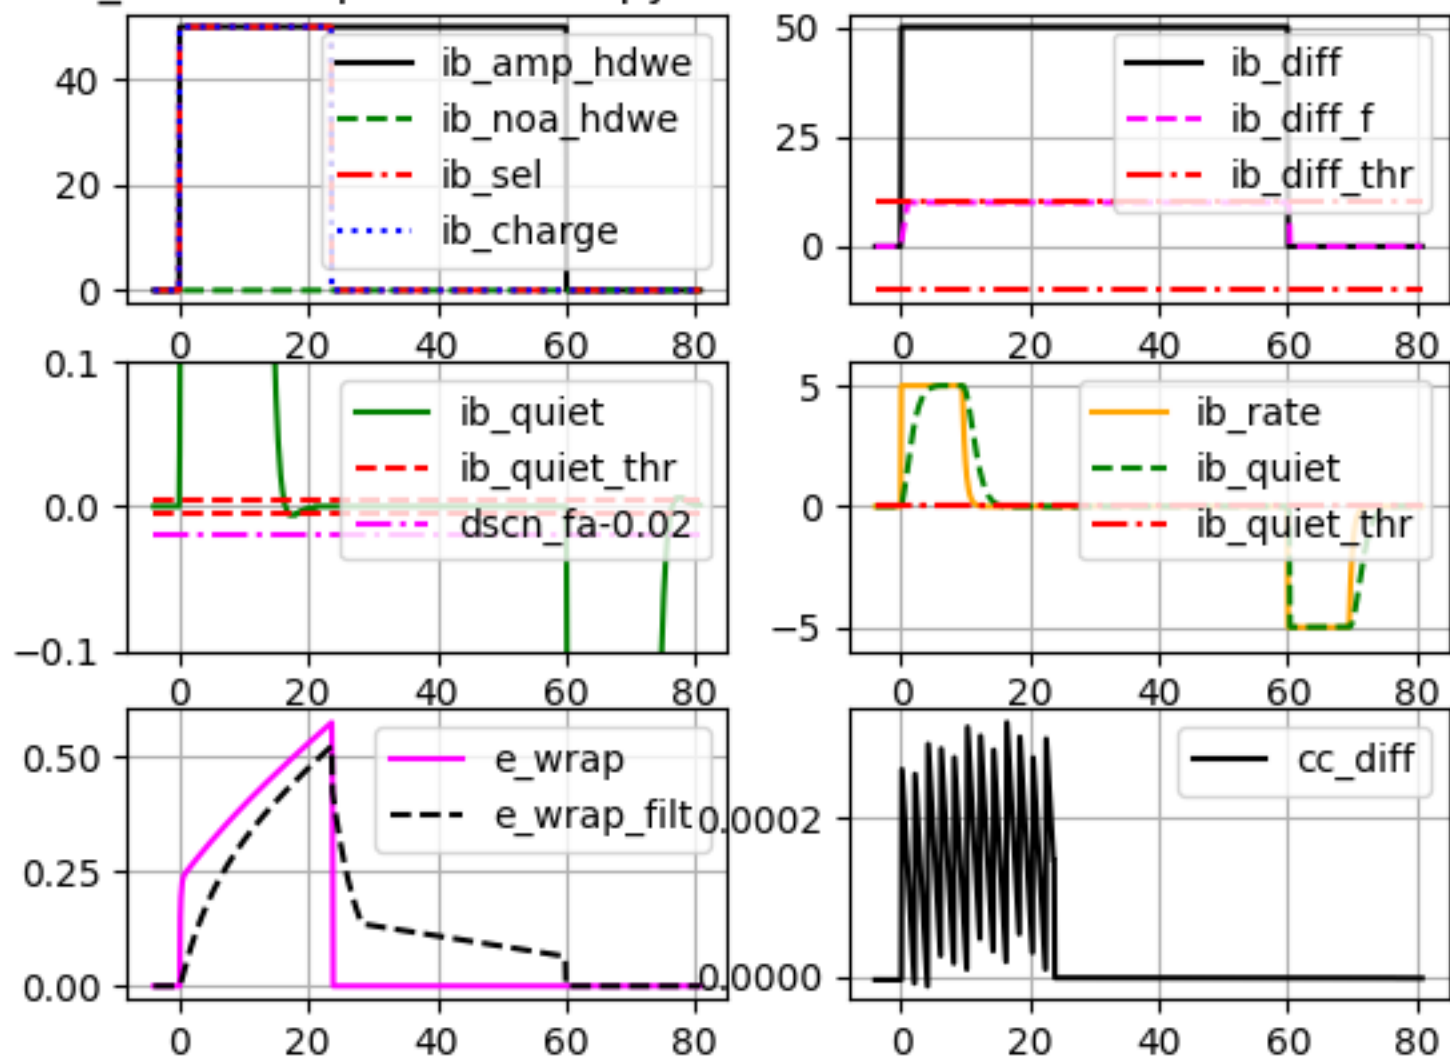 40
20
0
ib_amp_hdwe
ib_noa_hdwe
ib_sel
ib_charge
0 20 40 60 80
50
25
0
ib_diff
ib_diff_f
ib_diff_thr
0 20 40 60 80
0.1
0.0
−0.1
ib_quiet
ib_quiet_thr
dscn_fa-0.02
0 20 40 60 80
5
0
−5
ib_rate
ib_quiet
ib_quiet_thr
0 20 40 60 80
0.50
0.25
0.00
e_wrap
e_wrap_filt
0 20 40 60 80
0.0002
0.0000
cc_diff
0 20 40 60 80